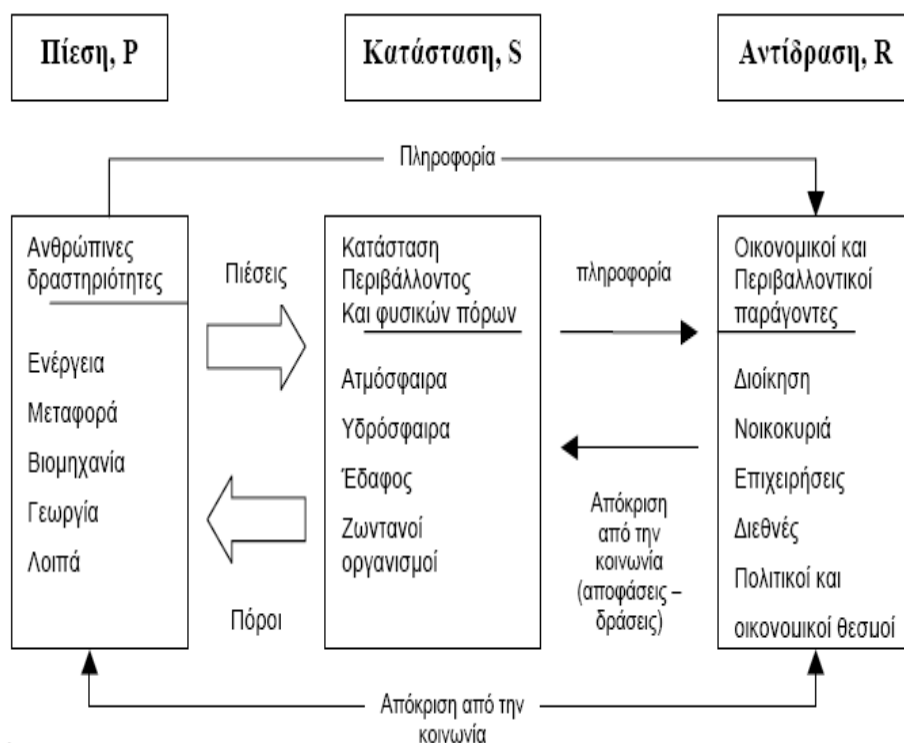 Πίεση, P
Κατάσταση, S
Αντίδραση, R
Πληροφορία
Ανθρώπινες
δραστηριότητες
Ενέργεια
Μεταφορά
Βιομηχανία
Γεωργία
Λοιπά
Πιέσεις
Πόροι
Κατάσταση
Περιβάλλοντος
Και φυσικών πόρων
Ατμόσφαιρα
Υδρόσφαιρα
Έδαφος
Ζωντανοί
οργανισμοί
πληροφορία
Απόκριση
από την
κοινωνία
(αποφάσεις –
δράσεις)
Οικονομικοί και
Περιβαλλοντικοί
παράγοντες
Διοίκηση
Νοικοκυριά
Επιχειρήσεις
Διεθνές
Πολιτικοί και
οικονομικοί θεσμοί
Απόκριση από την
κοινωνία